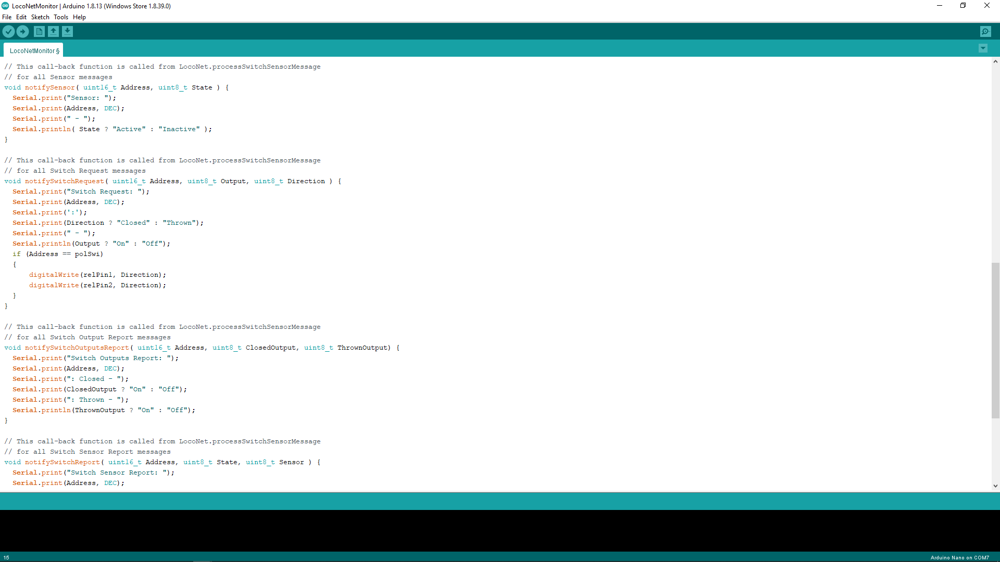 LocoNetMonitor | Arduino 1.8.13 (Windows Store 1.8.39.0)
File Edit Sketch Tools Help
LocoNetMonitor §
// This call-back function is called from LocoNet.processSwitchSensorMessage
// for all Sensor messages
void notifySensor( uint16_t Address, uint8_t State ) {
  Serial.print("Sensor: ");
  Serial.print(Address, DEC);
  Serial.print(" - ");
  Serial.println( State ? "Active" : "Inactive" );
}
// This call-back function is called from LocoNet.processSwitchSensorMessage
// for all Switch Request messages
void notifySwitchRequest( uint16_t Address, uint8_t Output, uint8_t Direction ) {
  Serial.print("Switch Request: ");
  Serial.print(Address, DEC);
  Serial.print(':');
  Serial.print(Direction ? "Closed" : "Thrown");
  Serial.print(" - ");
  Serial.println(Output ? "On" : "Off");
  if (Address == polSwi)
  {
      digitalWrite(relPin1, Direction);
      digitalWrite(relPin2, Direction);
  }
}
// This call-back function is called from LocoNet.processSwitchSensorMessage
// for all Switch Output Report messages
void notifySwitchOutputsReport( uint16_t Address, uint8_t ClosedOutput, uint8_t ThrownOutput) {
  Serial.print("Switch Outputs Report: ");
  Serial.print(Address, DEC);
  Serial.print(": Closed - ");
  Serial.print(ClosedOutput ? "On" : "Off");
  Serial.print(": Thrown - ");
  Serial.println(ThrownOutput ? "On" : "Off");
}
// This call-back function is called from LocoNet.processSwitchSensorMessage
// for all Switch Sensor Report messages
void notifySwitchReport( uint16_t Address, uint8_t State, uint8_t Sensor ) {
  Serial.print("Switch Sensor Report: ");
  Serial.print(Address, DEC);
15
Arduino Nano on COM7